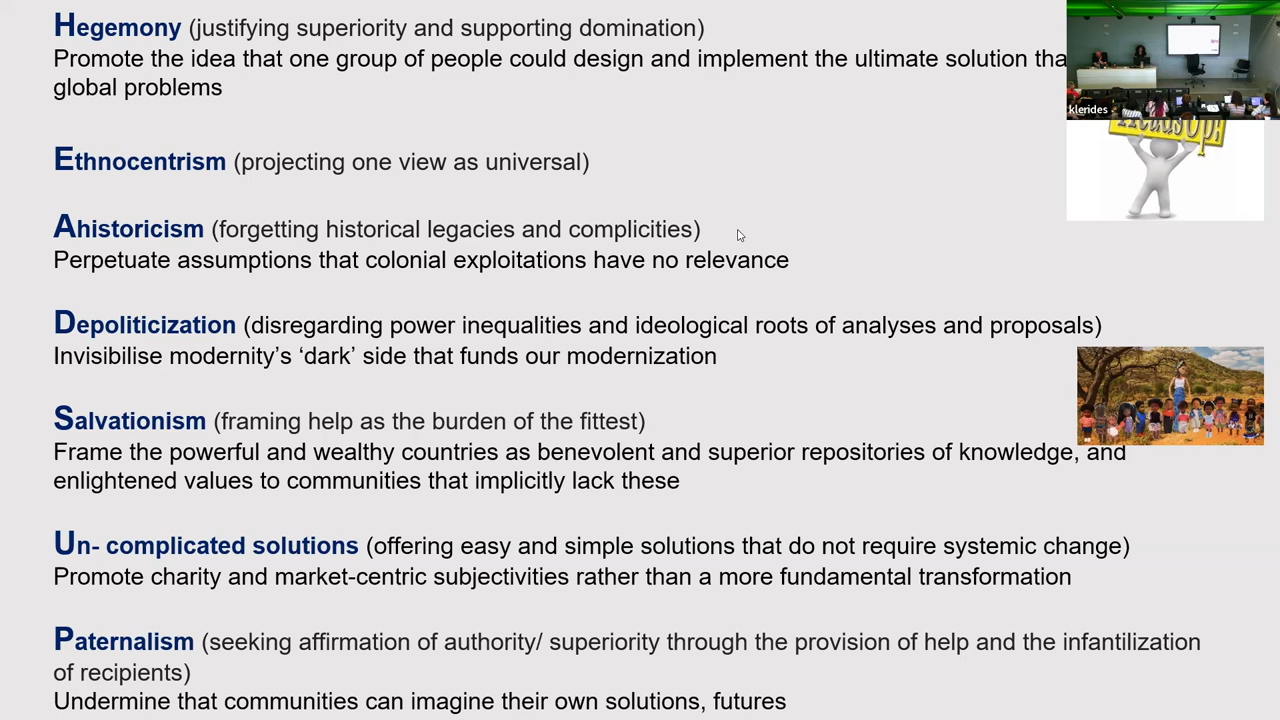 Hegemony (justifying superiority and supporting domination)
Promote the idea that one group of people could design and implement the ultimate solution
global problems
klerides
HeadsUp!
Ethnocentrism (projecting one view as universal)
Ahistoricism (forgetting historical legacies and complicities)
Perpetuate assumptions that colonial exploitations have no relevance
Depoliticization (disregarding power inequalities and ideological roots of analyses and proposals)
Invisibilise modernity’s ‘dark’ side that funds our modernization
Salvationism (framing help as the burden of the fittest)
Frame the powerful and wealthy countries as benevolent and superior repositories of knowledge, and
enlightened values to communities that implicitly lack these
Un- complicated solutions (offering easy and simple solutions that do not require systemic change)
Promote charity and market-centric subjectivities rather than a more fundamental transformation
Paternalism (seeking affirmation of authority/ superiority through the provision of help and the infantilization
of recipients)
Undermine that communities can imagine their own solutions, futures